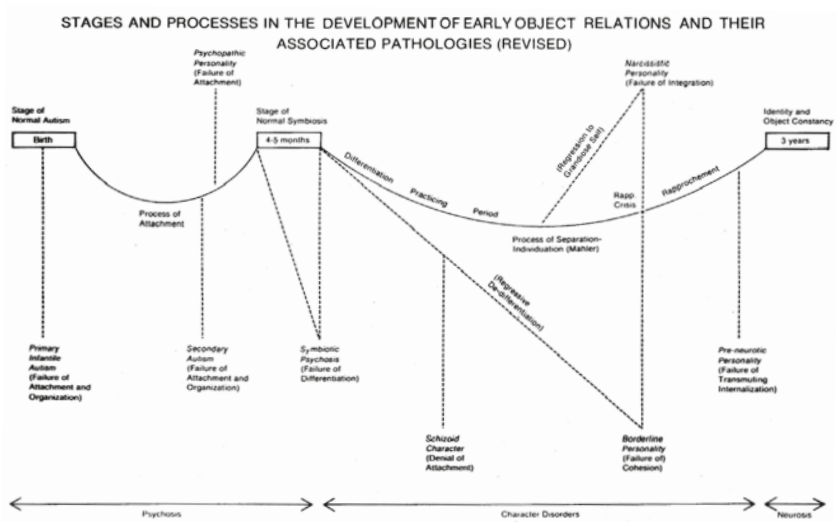 STAGES AND PROCESSES IN THE DEVELOPMENT OF EARLY OBJECT RELATIONS AND THEIR
ASSOCIATED PATHOLOGIES (REVISED)
Psychopathic
Personality
(Failure of
Attachment)
Narcissistic
Personality
(Failure of Integration)
Stage of
Normal Autism
Birth
Stage of
Normal Symbiosis
4-5 months
Identity and
Object Constancy
3 years
Differentiation
Practicing
Period
(Regression to
Grandiose Self)
Rapp.
Crisis
Rapprochement
Process of
Attachment
Process of Separation-
Individuation (Mahler)
(Regressive
De-differentiation)
Primary
Infantile
Autism
(Failure of
Attachment and
Organization)
Secondary
Autism
(Failure of
Attachment and
Organization)
Symbiotic
Psychosis
(Failure of
Differentiation)
Pre-neurotic
Personality
(Failure of
Transmuting
Internalization)
Schizoid
Character
(Denial of
Attachment)
Borderline
Personality
(Failure of)
Cohesion)
Psychosis
Character Disorders
Neurosis